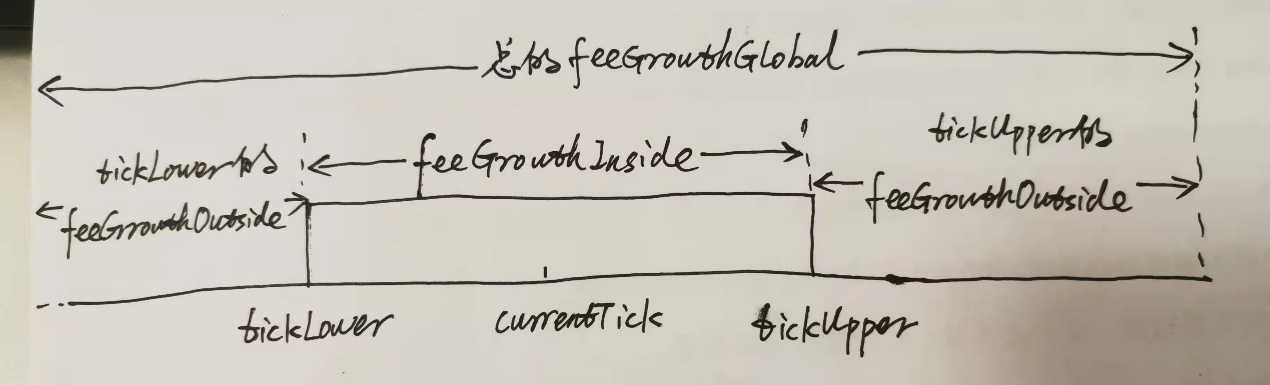 总的feeGrowthGlobal
tickLower的
feeGrowthOutside
feeGrowthInside
tickUpper的
feeGrowthOutside
tickLower
currentTick
tickUpper